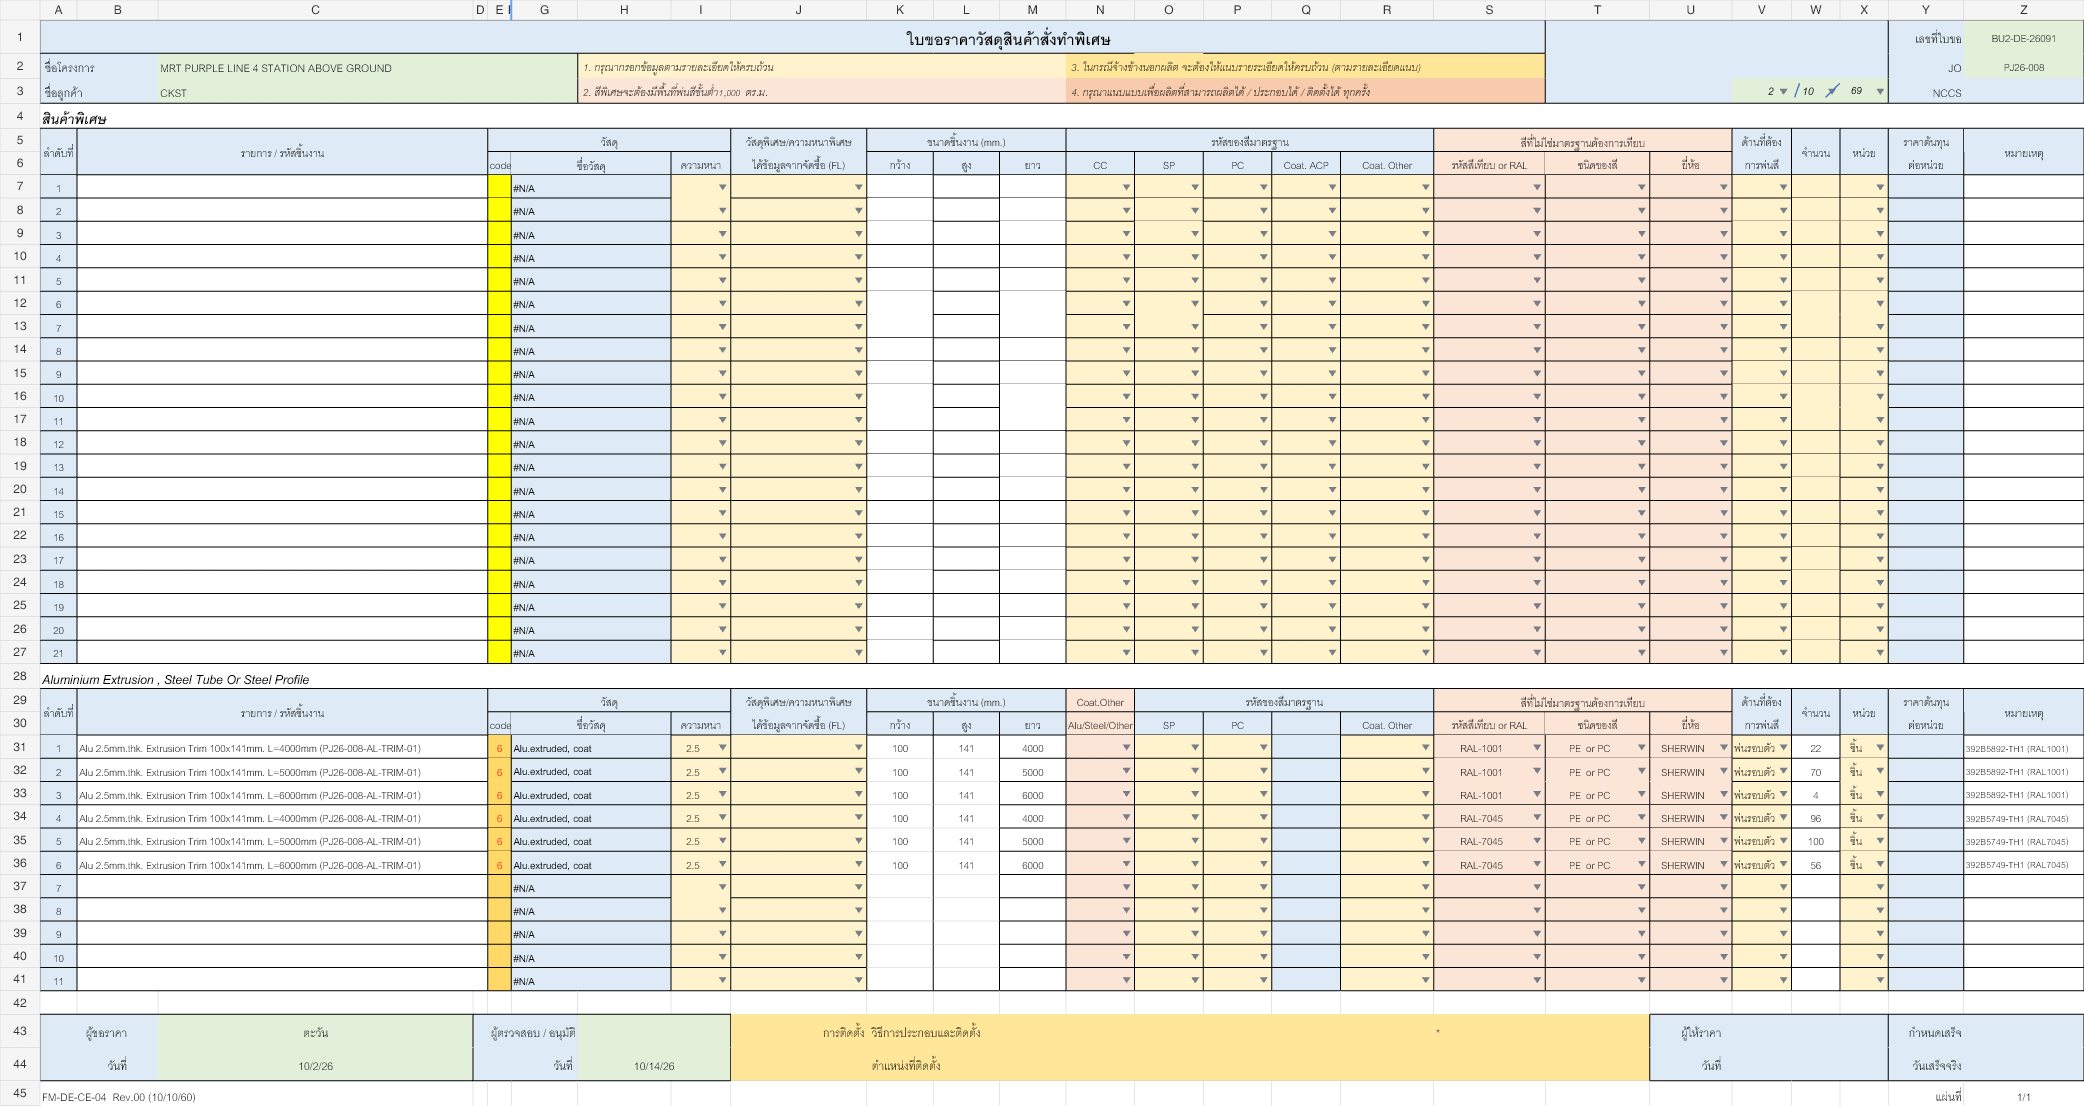 A B C D E F G H I J K L M N O P Q R S T U V W X Y Z
1 ใบขอราคาวัสดุสินค้าสั่งทำพิเศษ เลขที่ใบขอ BU2-DE-26091
2 ชื่อโครงการ MRT PURPLE LINE 4 STATION ABOVE GROUND 1. กรุณากรอกข้อมูลตามรายละเอียดให้ครบถ้วน 3. ในกรณีจ้างช้างนอกผลิต จะต้องให้แนบรายระเอียดให้ครบถ้วน (ตามรายละเอียดแนบ) JO PJ26-008
3 ชื่อลูกค้า CKST 2. สีพิเศษจะต้องมีพื้นที่พ่นสีขั้นต่ำ1,000 ตร.ม. 4. กรุณาแนบแบบเพื่อผลิตที่สามารถผลิตได้ / ประกอบได้ / ติดตั้งได้ ทุกครั้ง 2 / 10 / 69 NCCS
4 สินค้าพิเศษ
5 ลำดับที่ รายการ / รหัสชิ้นงาน วัสดุ วัสดุพิเศษ/ความหนาพิเศษ ขนาดชิ้นงาน (mm.) รหัสของสีมาตรฐาน สีที่ไม่ใช่มาตรฐานต้องการเทียบ ด้านที่ต้อง จำนวน หน่วย ราคาต้นทุน หมายเหตุ
6 code ชื่อวัสดุ ความหนา ได้ข้อมูลจากจัดซื้อ (FL) กว้าง สูง ยาว CC SP PC Coat. ACP Coat. Other รหัสสีเทียบ or RAL ชนิดของสี ยี่ห้อ การพ่นสี ต่อหน่วย
7 1 #N/A
8 2 #N/A
9 3 #N/A
10 4 #N/A
11 5 #N/A
12 6 #N/A
13 7 #N/A
14 8 #N/A
15 9 #N/A
16 10 #N/A
17 11 #N/A
18 12 #N/A
19 13 #N/A
20 14 #N/A
21 15 #N/A
22 16 #N/A
23 17 #N/A
24 18 #N/A
25 19 #N/A
26 20 #N/A
27 21 #N/A
28 Aluminium Extrusion , Steel Tube Or Steel Profile
29 ลำดับที่ รายการ / รหัสชิ้นงาน วัสดุ วัสดุพิเศษ/ความหนาพิเศษ ขนาดชิ้นงาน (mm.) Coat.Other รหัสของสีมาตรฐาน สีที่ไม่ใช่มาตรฐานต้องการเทียบ ด้านที่ต้อง จำนวน หน่วย ราคาต้นทุน หมายเหตุ
30 code ชื่อวัสดุ ความหนา ได้ข้อมูลจากจัดซื้อ (FL) กว้าง สูง ยาว Alu/Steel/Other SP PC Coat. Other รหัสสีเทียบ or RAL ชนิดของสี ยี่ห้อ การพ่นสี ต่อหน่วย
31 1 Alu 2.5mm.thk. Extrusion Trim 100x141mm. L=4000mm (PJ26-008-AL-TRIM-01) 6 Alu.extruded, coat 2.5 100 141 4000 RAL-1001 PE or PC SHERWIN พ่นรอบตัว 22 ชิ้น 392B5892-TH1 (RAL1001)
32 2 Alu 2.5mm.thk. Extrusion Trim 100x141mm. L=5000mm (PJ26-008-AL-TRIM-01) 6 Alu.extruded, coat 2.5 100 141 5000 RAL-1001 PE or PC SHERWIN พ่นรอบตัว 70 ชิ้น 392B5892-TH1 (RAL1001)
33 3 Alu 2.5mm.thk. Extrusion Trim 100x141mm. L=6000mm (PJ26-008-AL-TRIM-01) 6 Alu.extruded, coat 2.5 100 141 6000 RAL-1001 PE or PC SHERWIN พ่นรอบตัว 4 ชิ้น 392B5892-TH1 (RAL1001)
34 4 Alu 2.5mm.thk. Extrusion Trim 100x141mm. L=4000mm (PJ26-008-AL-TRIM-01) 6 Alu.extruded, coat 2.5 100 141 4000 RAL-7045 PE or PC SHERWIN พ่นรอบตัว 96 ชิ้น 392B5749-TH1 (RAL7045)
35 5 Alu 2.5mm.thk. Extrusion Trim 100x141mm. L=5000mm (PJ26-008-AL-TRIM-01) 6 Alu.extruded, coat 2.5 100 141 5000 RAL-7045 PE or PC SHERWIN พ่นรอบตัว 100 ชิ้น 392B5749-TH1 (RAL7045)
36 6 Alu 2.5mm.thk. Extrusion Trim 100x141mm. L=6000mm (PJ26-008-AL-TRIM-01) 6 Alu.extruded, coat 2.5 100 141 6000 RAL-7045 PE or PC SHERWIN พ่นรอบตัว 56 ชิ้น 392B5749-TH1 (RAL7045)
37 7 #N/A
38 8 #N/A
39 9 #N/A
40 10 #N/A
41 11 #N/A
42
43 ผู้ขอราคา ตะวัน ผู้ตรวจสอบ / อนุมัติ การติดตั้ง วิธีการประกอบและติดตั้ง * ผู้ให้ราคา กำหนดเสร็จ
44 วันที่ 10/2/26 วันที่ 10/14/26 ตำแหน่งที่ติดตั้ง วันที่ วันเสร็จจริง
45 FM-DE-CE-04 Rev.00 (10/10/60) แผ่นที่ 1/1